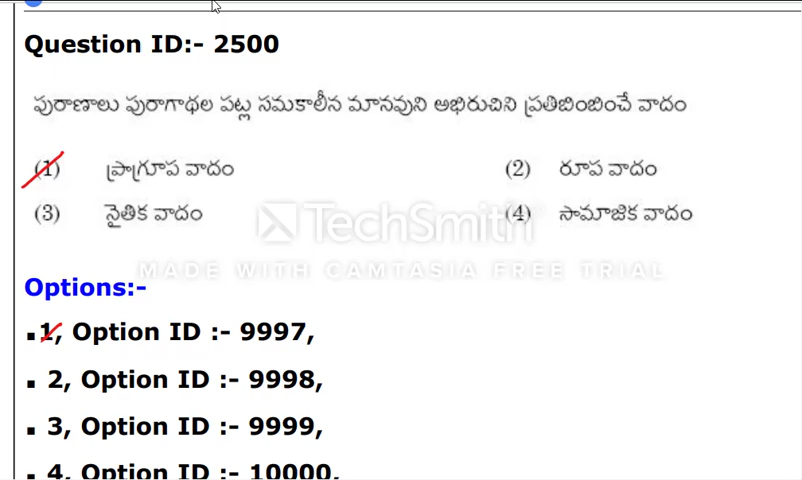 Question ID:- 2500
పురాణాలు పురాగాథల పట్ల సమకాలీన మానవుని అభిరుచిని ప్రతిబింబించే వాదం
(1) ప్రాగ్రూప వాదం (2) రూప వాదం
(3) నైతిక వాదం (4) సామాజిక వాదం
TechSmith
MADE WITH CAMTASIA FREE TRIAL
Options:-
1, Option ID :- 9997,
2, Option ID :- 9998,
3, Option ID :- 9999,
4, Option ID :- 10000,